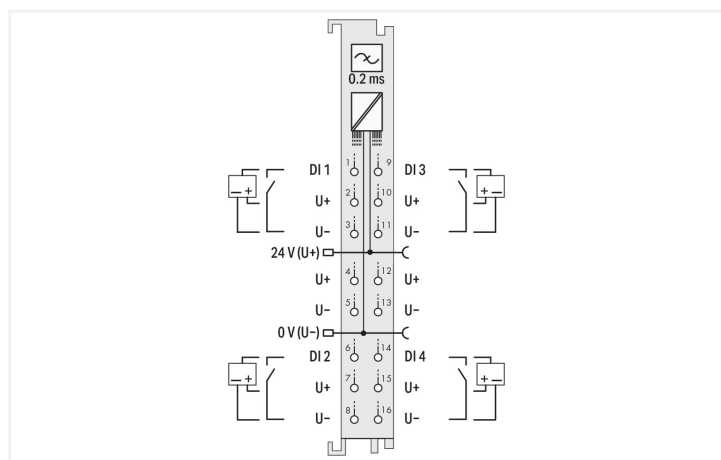 0.2 ms
DI 1 1 9 DI 3
U+ 2 10 U+
U− 3 11 U−
24 V (U+)
U+ 4 12 U+
U− 5 13 U−
0 V (U−)
DI 2 6 14 DI 4
U+ 7 15 U+
U− 8 16 U−